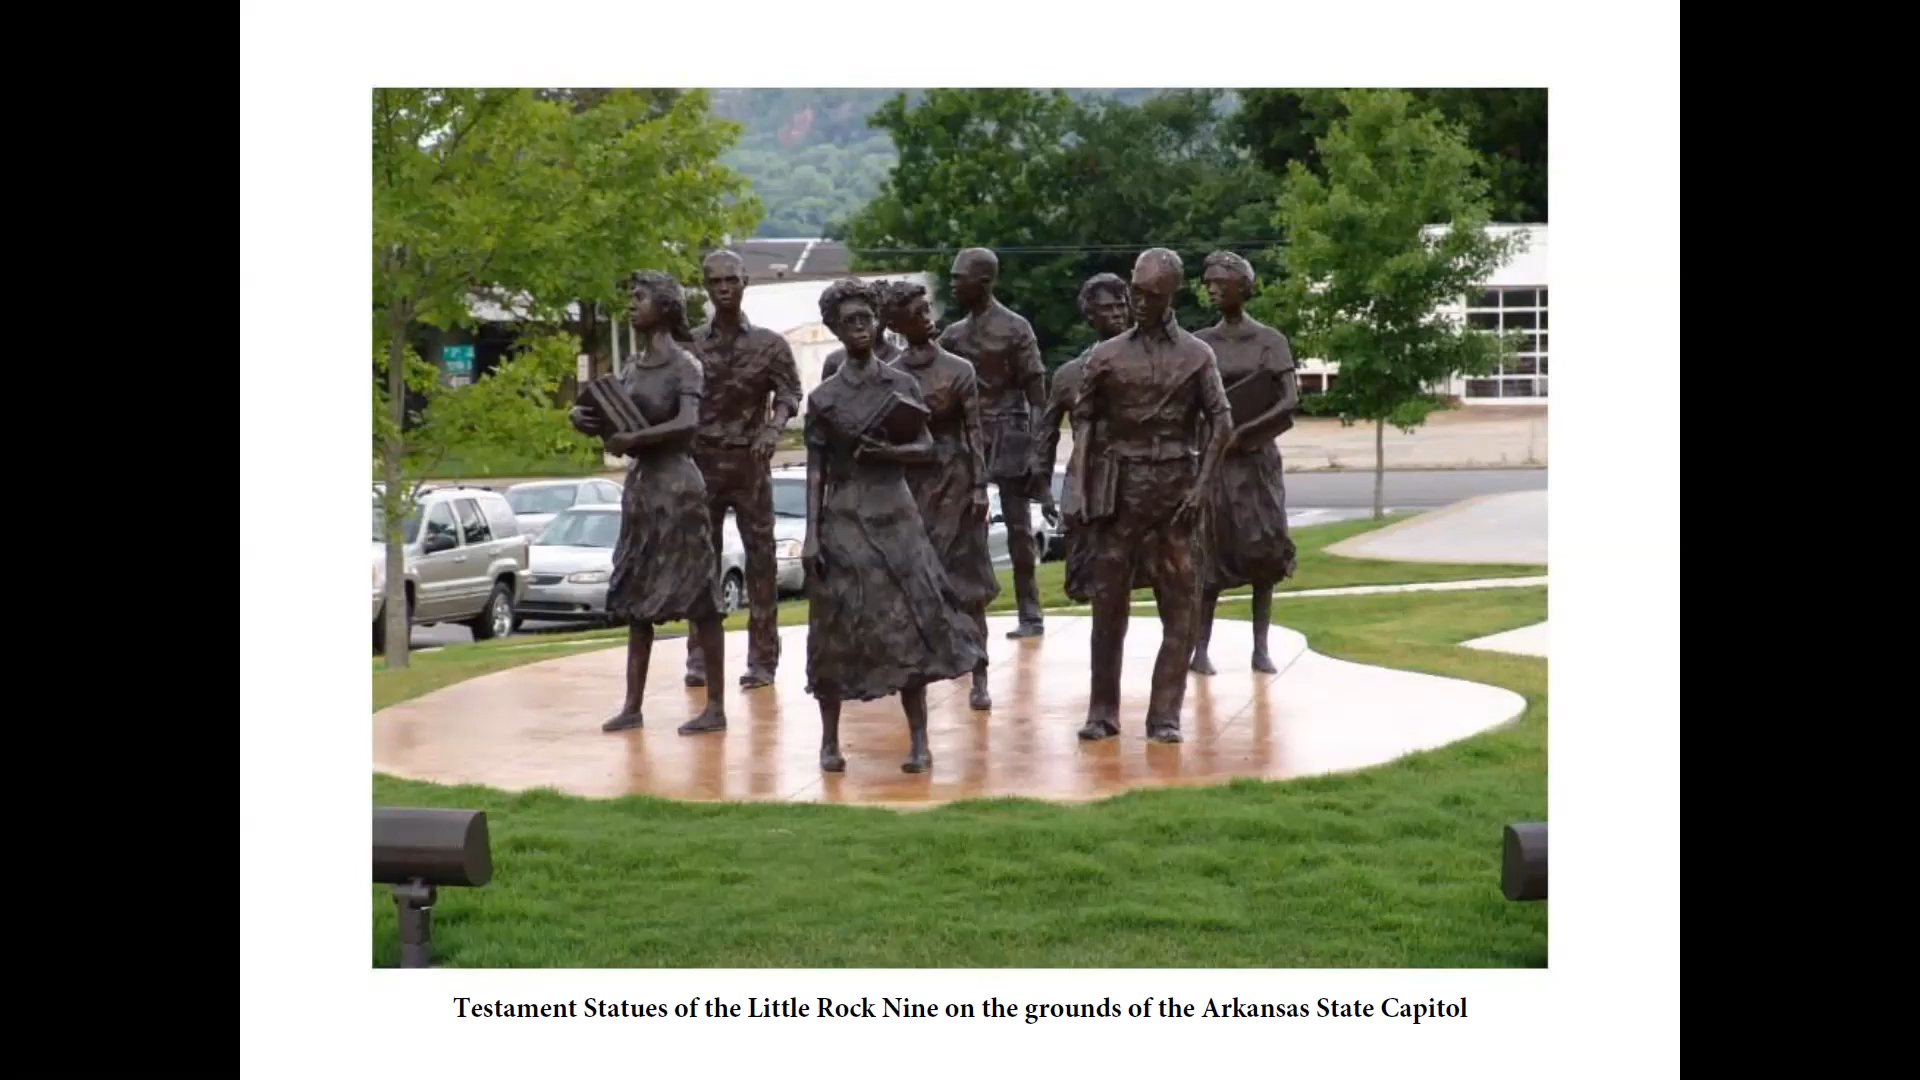 Testament Statues of the Little Rock Nine on the grounds of the Arkansas State Capitol